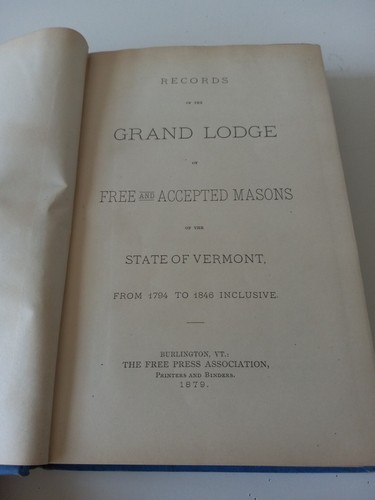 RECORDS
OF THE
GRAND LODGE
OF
FREE AND ACCEPTED MASONS
OF THE
STATE OF VERMONT,
FROM 1794 TO 1846 INCLUSIVE.
BURLINGTON, VT.:
THE FREE PRESS ASSOCIATION,
PRINTERS AND BINDERS.
1879.